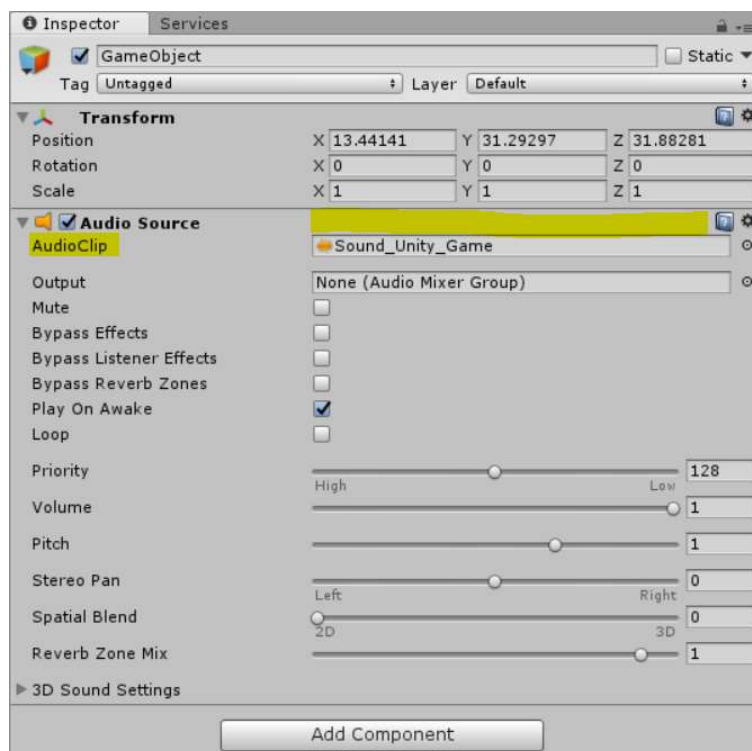 Inspector Services
GameObject Static
Tag Untagged Layer Default
Transform
Position X 13.44141 Y 31.29297 Z 31.88281
Rotation X 0 Y 0 Z 0
Scale X 1 Y 1 Z 1
Audio Source
AudioClip Sound_Unity_Game
Output None (Audio Mixer Group)
Mute
Bypass Effects
Bypass Listener Effects
Bypass Reverb Zones
Play On Awake
Loop
Priority 128
High Low
Volume 1
Pitch 1
Stereo Pan 0
Left Right
Spatial Blend 0
2D 3D
Reverb Zone Mix 1
3D Sound Settings
Add Component